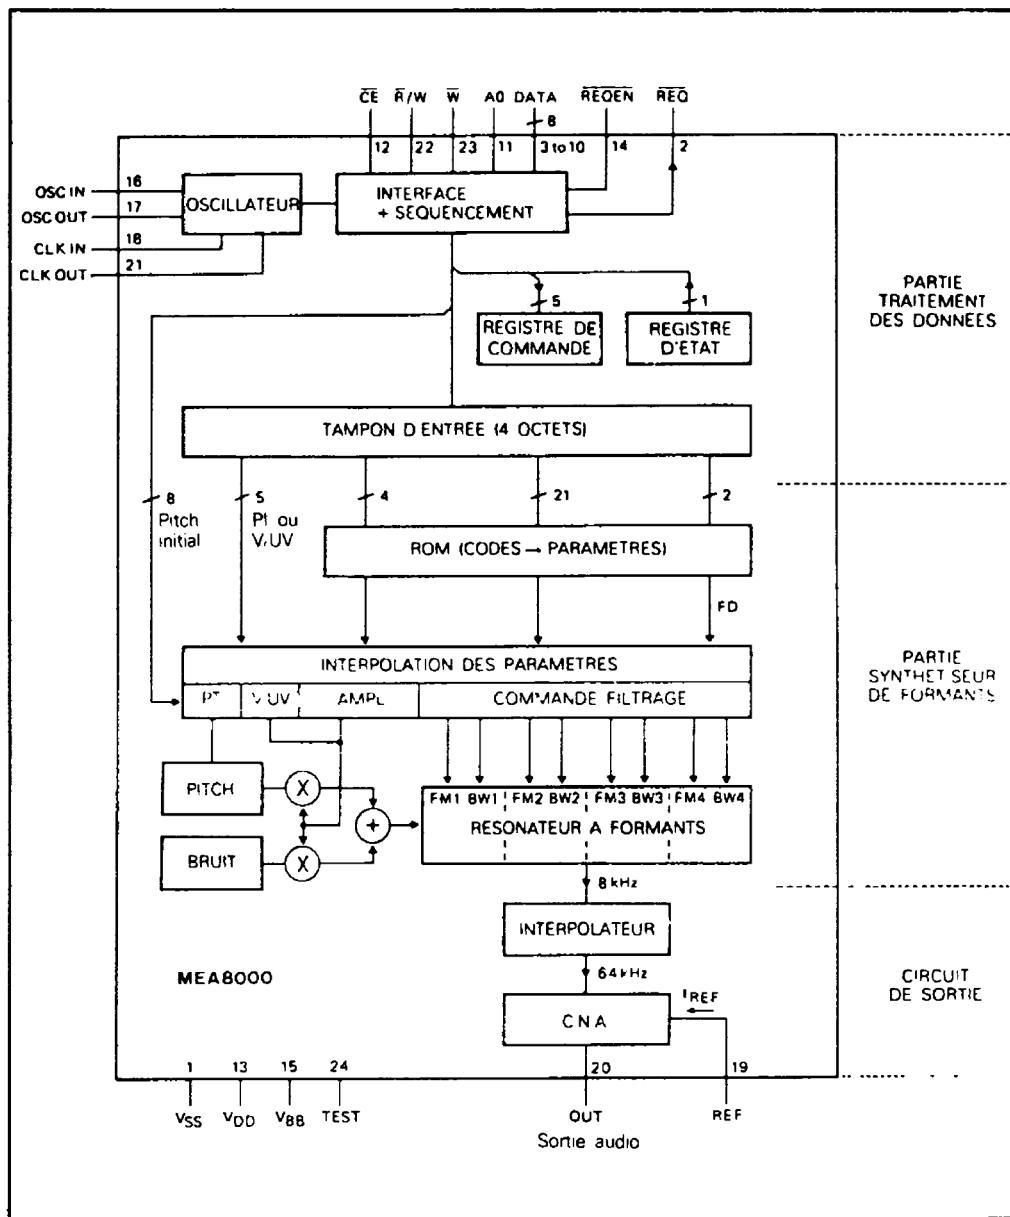 CE R/W W A0 DATA REQEN REQ
8
12 22 23 11 3 to 10 14 2
OSC IN 16
OSC OUT 17
CLK IN 18
CLK OUT 21
OSCILLATEUR
INTERFACE
+ SEQUENCEMENT
5 1
REGISTRE DE
COMMANDE
REGISTRE
D'ETAT
PARTIE
TRAITEMENT
DES DONNÉES
TAMPON D'ENTREE (4 OCTETS)
8
Pitch
initial
5
PI ou
V/UV
4 21 2
ROM (CODES → PARAMETRES)
FD
INTERPOLATION DES PARAMETRES
PT V/UV AMPL COMMANDE FILTRAGE
PARTIE
SYNTHET SEUR
DE FORMANTS
PITCH X
BRUIT X
+
FM1 BW1 FM2 BW2 FM3 BW3 FM4 BW4
RESONATEUR A FORMANTS
8 kHz
INTERPOLATEUR
64 kHz
CNA
IREF
MEA8000
CIRCUIT
DE SORTIE
1 13 15 24 20 19
VSS VDD VBB TEST OUT REF
Sortie audio